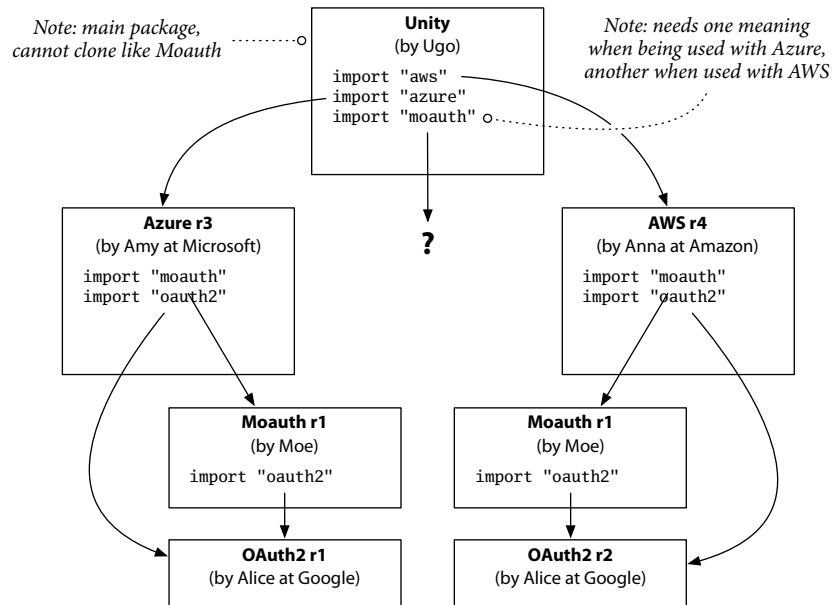 Note: main package,
cannot clone like Moauth
Unity
(by Ugo)
import "aws"
import "azure"
import "moauth"
Note: needs one meaning
when being used with Azure,
another when used with AWS
?
Azure r3
(by Amy at Microsoft)
import "moauth"
import "oauth2"
AWS r4
(by Anna at Amazon)
import "moauth"
import "oauth2"
Moauth r1
(by Moe)
import "oauth2"
Moauth r1
(by Moe)
import "oauth2"
OAuth2 r1
(by Alice at Google)
OAuth2 r2
(by Alice at Google)